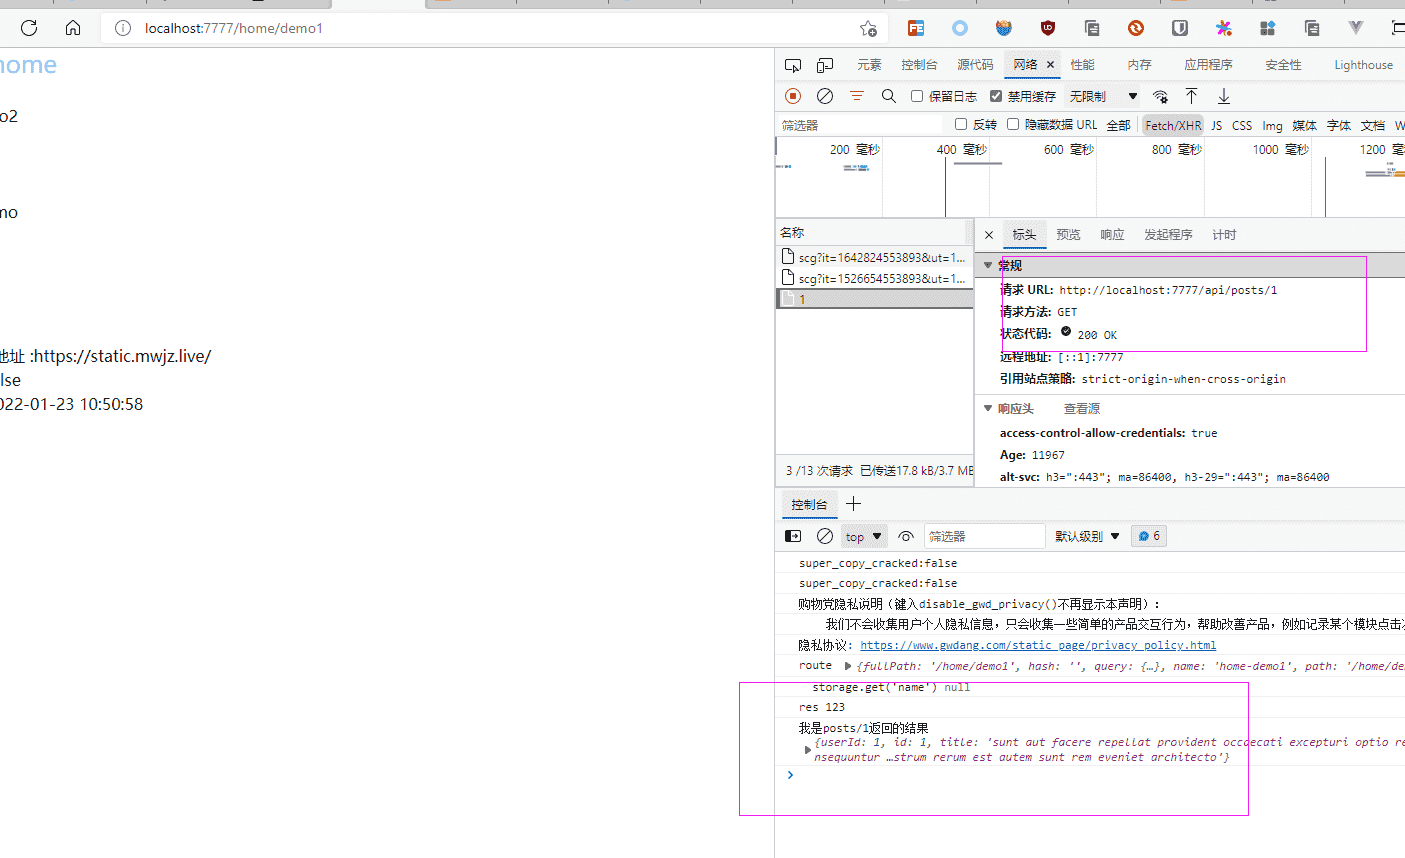 localhost:7777/home/demo1
home
o2
mo
地址 :https://static.mwjz.live/
lse
022-01-23 10:50:58
元素 控制台 源代码 网络 性能 内存 应用程序 安全性 Lighthouse
保留日志 禁用缓存 无限制
筛选器 反转 隐藏数据 URL 全部 Fetch/XHR JS CSS Img 媒体 字体 文档 W
200 毫秒 400 毫秒 600 毫秒 800 毫秒 1000 毫秒 1200 毫
名称
scg?it=1642824553893&ut=1...
scg?it=1526654553893&ut=1...
1
3 /13 次请求 已传送17.8 kB/3.7 ME
标头 预览 响应 发起程序 计时
常规
请求 URL: http://localhost:7777/api/posts/1
请求方法: GET
状态代码: 200 OK
远程地址: [::1]:7777
引用站点策略: strict-origin-when-cross-origin
响应头 查看源
access-control-allow-credentials: true
Age: 11967
alt-svc: h3=":443"; ma=86400, h3-29=":443"; ma=86400
控制台
top 筛选器 默认级别 6
super_copy_cracked:false
super_copy_cracked:false
购物党隐私说明（键入disable_gwd_privacy()不再显示本声明）:
我们不会收集用户个人隐私信息，只会收集一些简单的产品交互行为，帮助改善产品，例如记录某个模块点击
隐私协议: https://www.gwdang.com/static_page/privacy_policy.html
route {fullPath: '/home/demo1', hash: '', query: {…}, name: 'home-demo1', path: '/home/de
storage.get('name') null
res 123
我是posts/1返回的结果
{userId: 1, id: 1, title: 'sunt aut facere repellat provident occaecati excepturi optio re
nsequuntur …strum rerum est autem sunt rem eveniet architecto'}